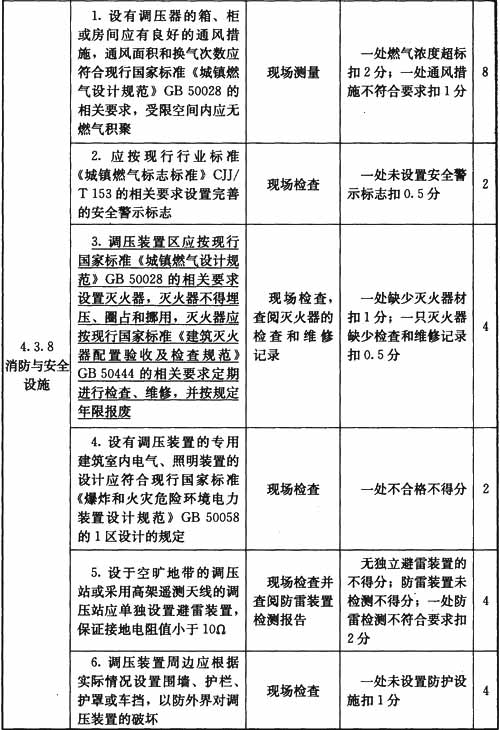 4.3.8
消防与安全
设施
1. 设有调压器的箱、柜
或房间应有良好的通风措
施，通风面积和换气次数应
符合现行国家标准《城镇燃
气设计规范》GB 50028 的
相关要求，受限空间内应无
燃气积聚
现场测量
一处燃气浓度超标
扣 2 分；一处通风措
施不符合要求扣 1 分
8
2. 应按现行行业标准
《城镇燃气标志标准》CJJ/
T 153 的相关要求设置完善
的安全警示标志
现场检查
一处未设置安全警
示标志扣 0.5 分
2
3. 调压装置区应按现行
国家标准《城镇燃气设计规
范》GB 50028 的相关要求
设置灭火器，灭火器不得埋
压、圈占和挪用，灭火器应
按现行国家标准《建筑灭火
器配置验收及检查规范》
GB 50444 的相关要求定期
进行检查、维修，并按规定
年限报废
现场检查，
查阅灭火器的
检查和维修
记录
一处缺少灭火器材
扣 1 分；一只灭火器
缺少检查和维修记录
扣 0.5 分
4
4. 设有调压装置的专用
建筑室内电气、照明装置的
设计应符合现行国家标准
《爆炸和火灾危险环境电力
装置设计规范》GB 50058
的 1 区设计的规定
现场检查
一处不合格不得分
2
5. 设于空旷地带的调压
站或采用高架遥测天线的调
压站应单独设置避雷装置，
保证接地电阻值小于 10Ω
现场检查并
查阅防雷装置
检测报告
无独立避雷装置的
不得分；防雷装置未
检测不得分；一处防
雷检测不符合要求扣
2 分
4
6. 调压装置周边应根据
实际情况设置围墙、护栏、
护罩或车挡，以防外界对调
压装置的破坏
现场检查
一处未设置防护设
施扣 1 分
4